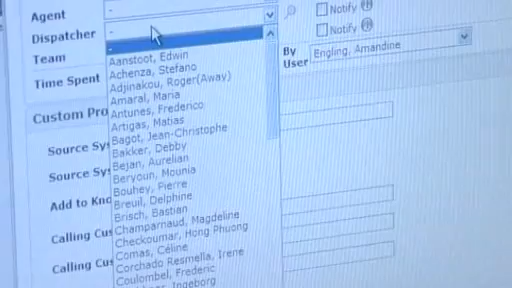 Agent -
Notify
Dispatcher -
Notify
Team -
By User Engling, Amandine
Time Spent
Aanstoot, Edwin
Achenza, Stefano
Adjinakou, Roger(Away)
Amaral, Maria
Custom Pro
Antunes, Frederico
Artigas, Matias
Source Sys
Bagot, Jean-Christophe
Bakker, Debby
Source Sys
Bejan, Aurelian
Beryoun, Mounia
Bouhey, Pierre
Add to Kno
Breuil, Delphine
Brisch, Bastian
Calling Cus
Champarnaud, Magdeline
Checkoumar, Hong Phuong
Comas, Céline
Calling Cus
Corchado Resmella, Irene
Coulombel, Frederic
Ingeborg